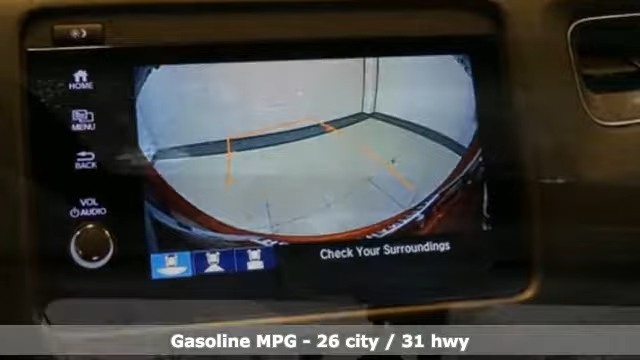 HOME
MENU
BACK
VOL
AUDIO
Check Your Surroundings
Gasoline MPG - 26 city / 31 hwy